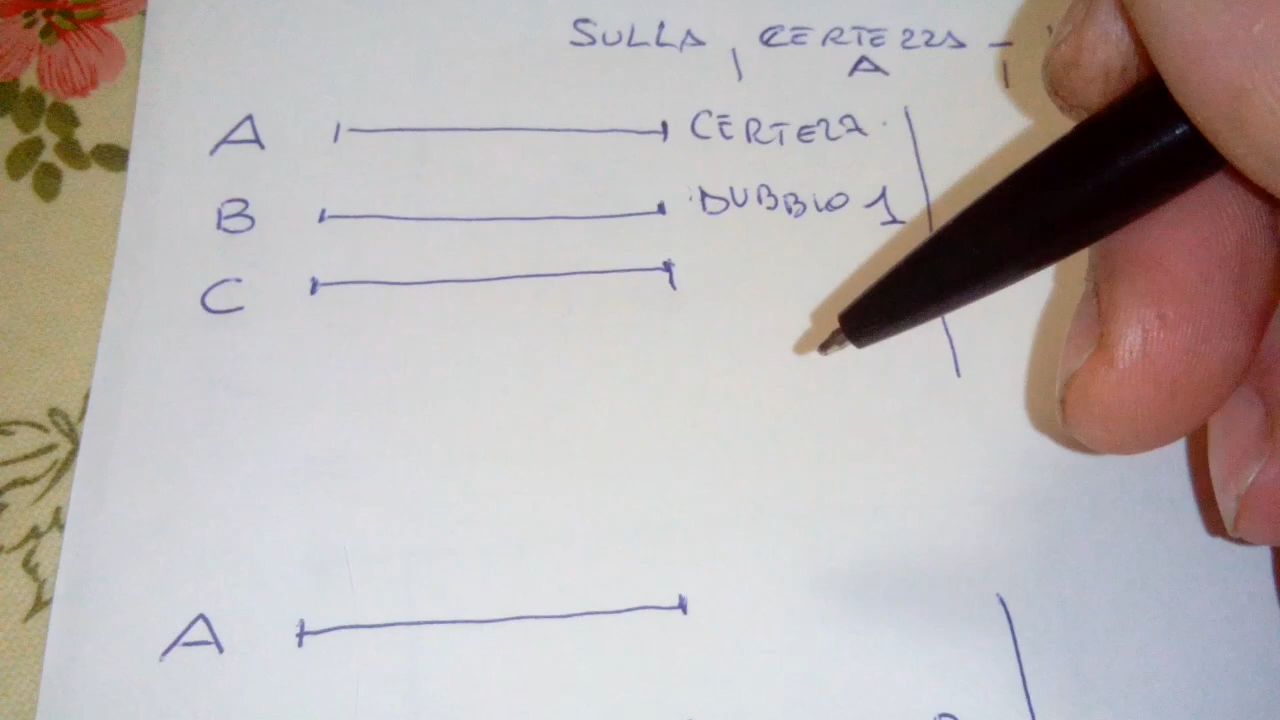 SULLA CERTEZZA -
A
A CERTEZZA
B DUBBIO 1
C
A